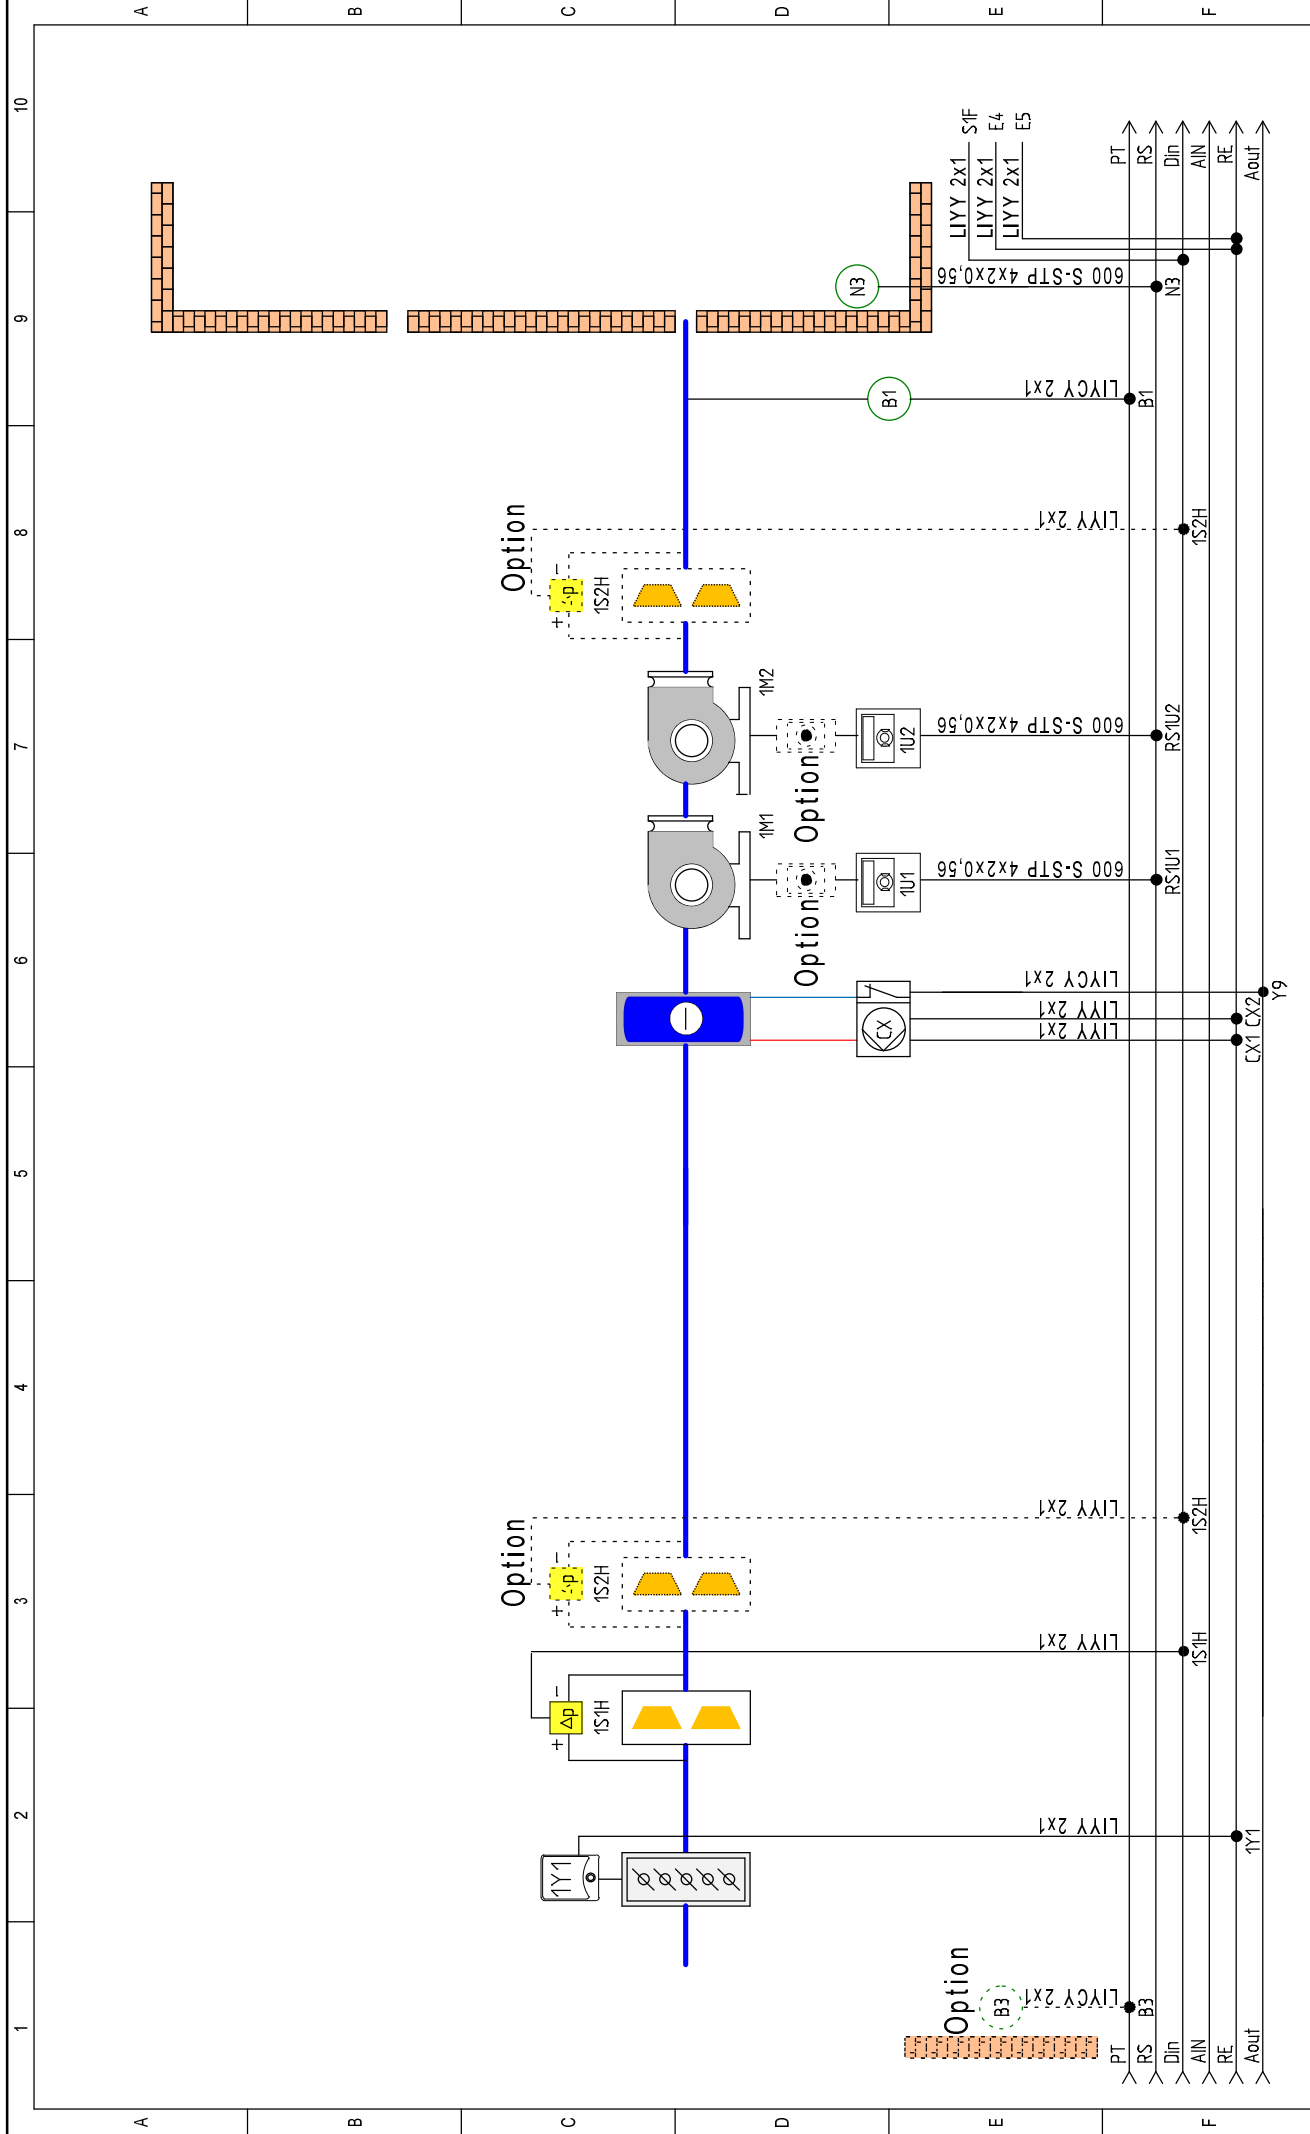 1 2 3 4 5 6 7 8 9 10
A
A
B
B
C
C
D
D
E
E
F
F
Option
Option
+ Δp −
+ Δp −
+ Δp −
1S1H
1S2H
1S2H
1Y1
1M1
1M2
Option
Option
1U1
1U2
CX
B1
N3
Option
B3
S1F
E4
E5
LIYY 2x1
LIYY 2x1
LIYY 2x1
LIYCY 2x1
LIYY 2x1
LIYY 2x1
LIYY 2x1
LIYY 2x1
LIYY 2x1
LIYCY 2x1
600 S-STP 4x2x0,56
600 S-STP 4x2x0,56
LIYY 2x1
LIYCY 2x1
600 S-STP 4x2x0,56
PT
PT
RS
B3
B1
RS
Din
RS1U1
RS1U2
N3
Din
AIN
1S1H
1S2H
1S2H
AIN
RE
RE
Aout
1Y1
CX1
CX2
Aout
Y9